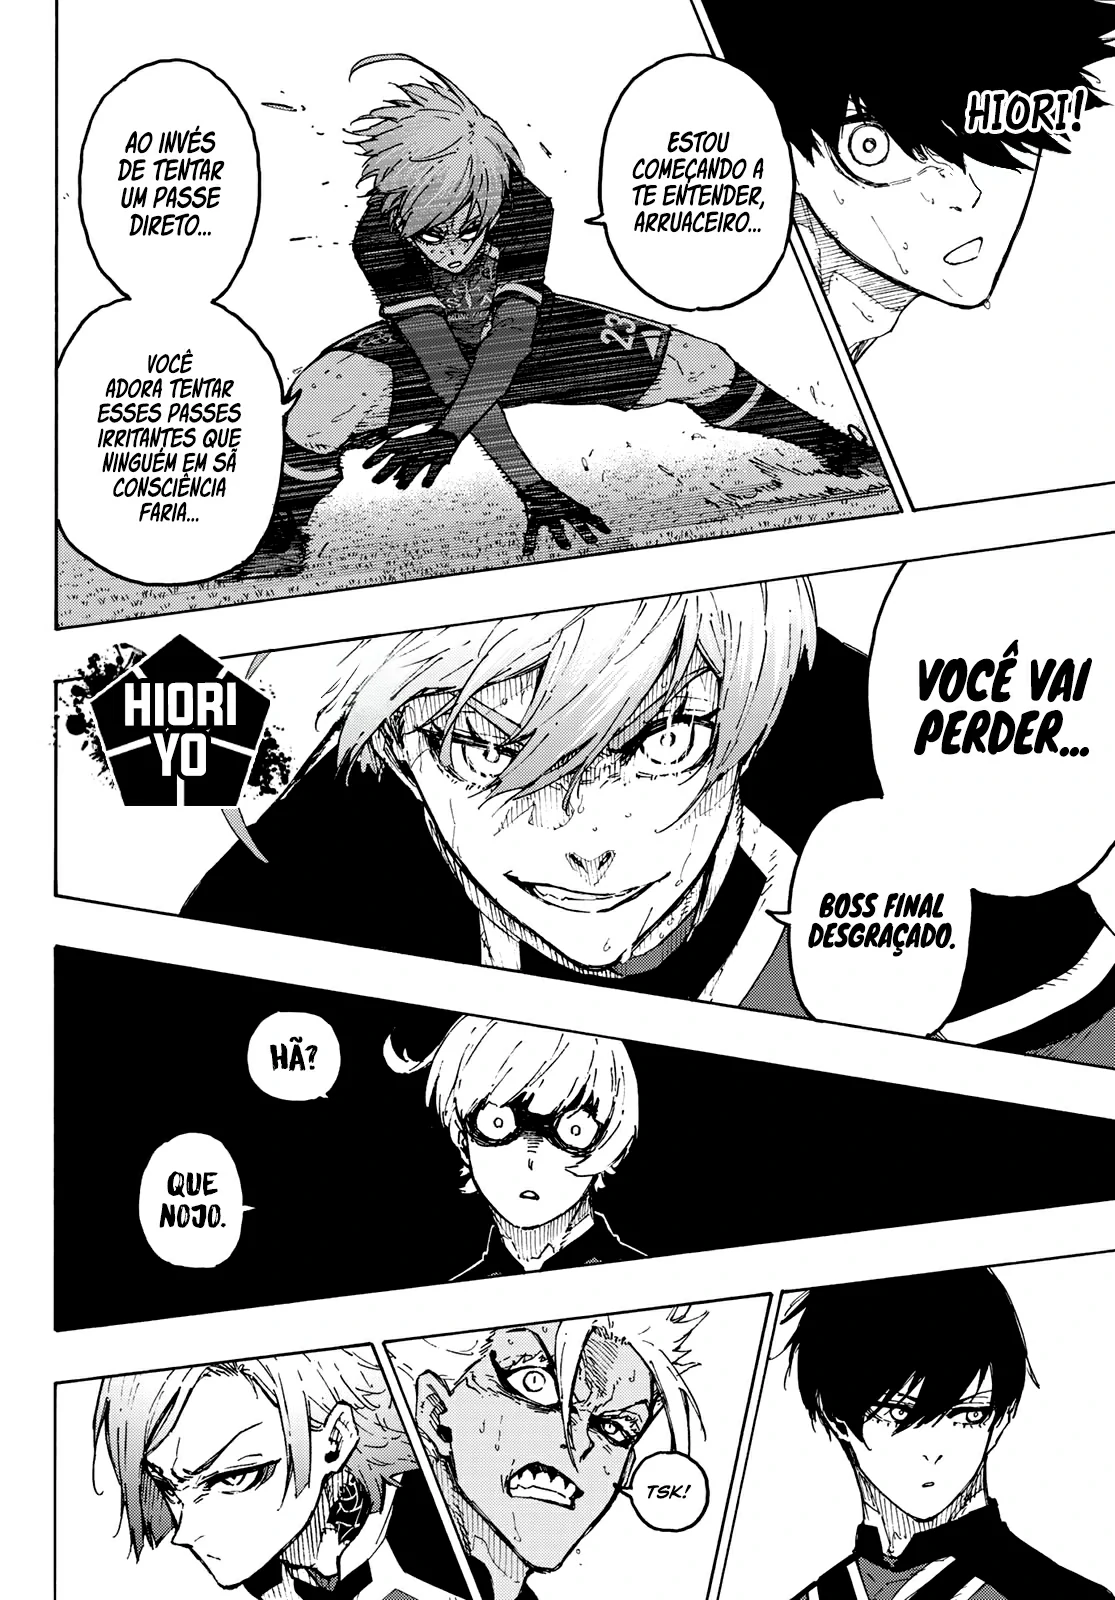 HIORI!
ESTOU
COMEÇANDO A
TE ENTENDER,
ARRUACEIRO...
23
AO INVÉS
DE TENTAR
UM PASSE
DIRETO...
VOCÊ
ADORA TENTAR
ESSES PASSES
IRRITANTES QUE
NINGUÉM EM SÃ
CONSCIÊNCIA
FARIA...
VOCÊ VAI
PERDER...
HIORI
YO
BOSS FINAL
DESGRAÇADO.
HÃ?
QUE
NOJO.
TSK!